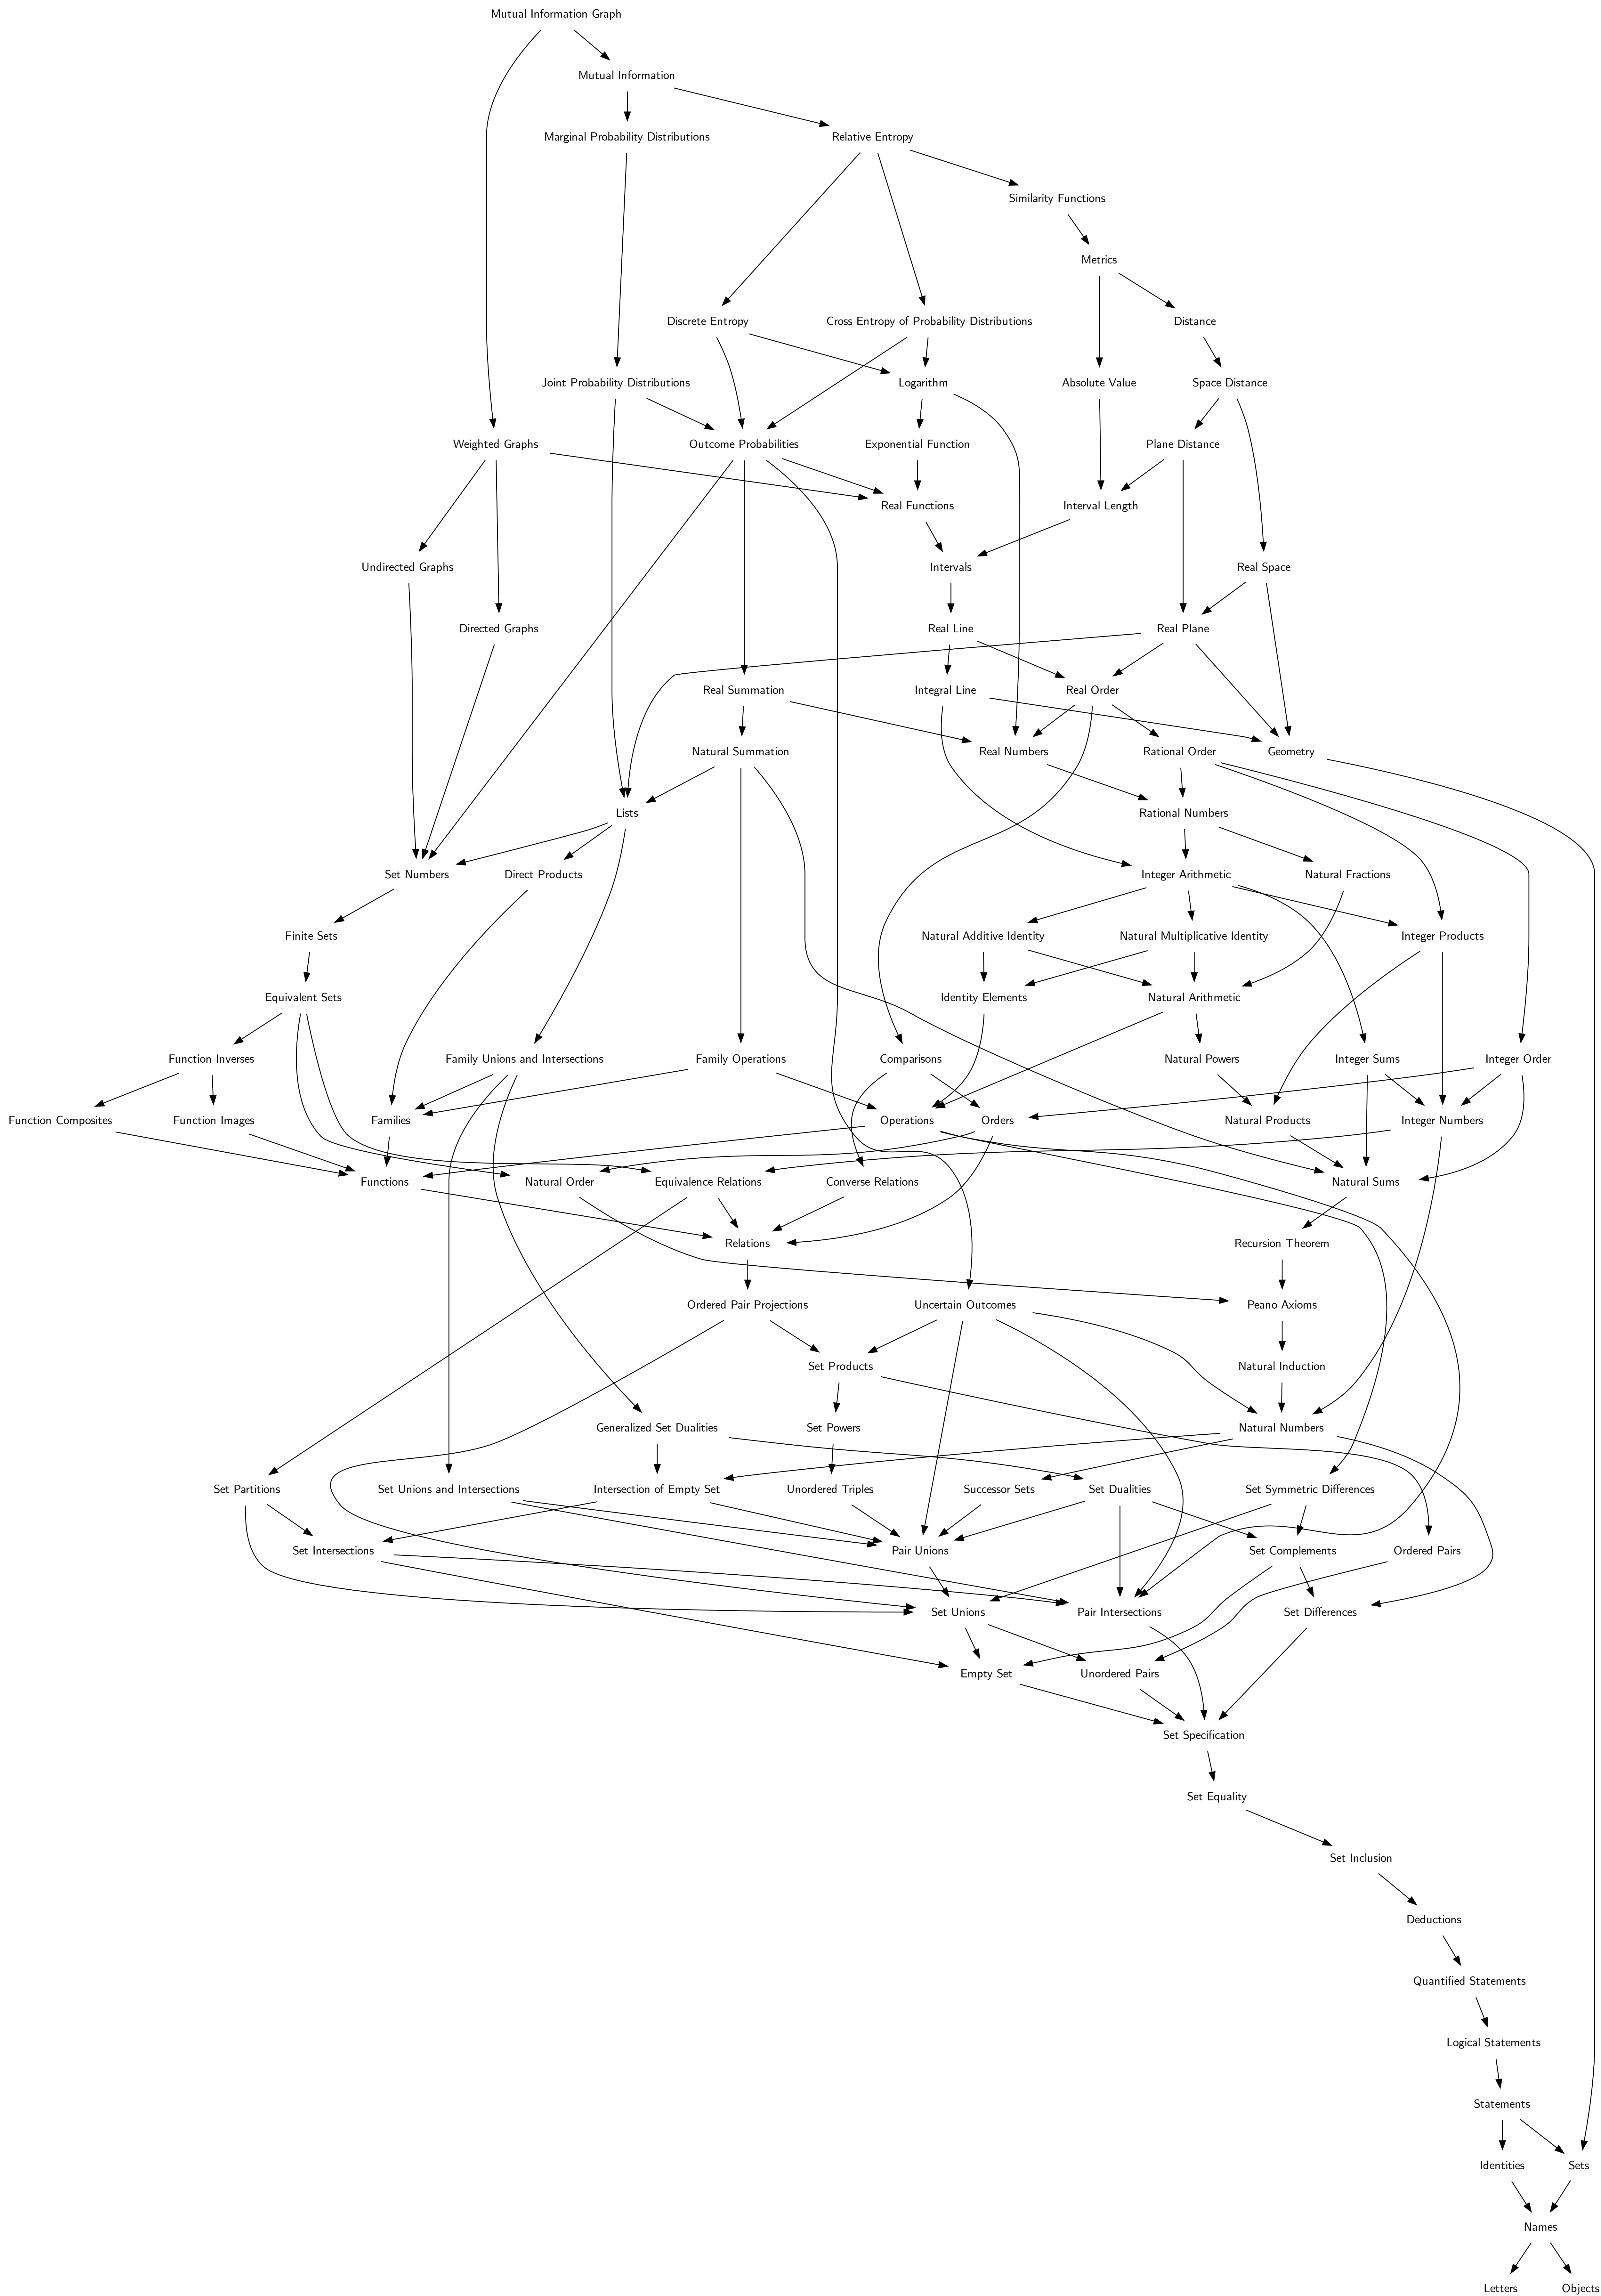 Mutual Information Graph
Mutual Information
Marginal Probability Distributions
Relative Entropy
Similarity Functions
Metrics
Discrete Entropy
Cross Entropy of Probability Distributions
Distance
Joint Probability Distributions
Logarithm
Absolute Value
Space Distance
Weighted Graphs
Outcome Probabilities
Exponential Function
Plane Distance
Real Functions
Interval Length
Undirected Graphs
Intervals
Real Space
Directed Graphs
Real Line
Real Plane
Real Summation
Integral Line
Real Order
Natural Summation
Real Numbers
Rational Order
Geometry
Lists
Rational Numbers
Set Numbers
Direct Products
Integer Arithmetic
Natural Fractions
Finite Sets
Natural Additive Identity
Natural Multiplicative Identity
Integer Products
Equivalent Sets
Identity Elements
Natural Arithmetic
Function Inverses
Family Unions and Intersections
Family Operations
Comparisons
Natural Powers
Integer Sums
Integer Order
Function Composites
Function Images
Families
Operations
Orders
Natural Products
Integer Numbers
Functions
Natural Order
Equivalence Relations
Converse Relations
Natural Sums
Relations
Recursion Theorem
Ordered Pair Projections
Uncertain Outcomes
Peano Axioms
Set Products
Natural Induction
Generalized Set Dualities
Set Powers
Natural Numbers
Set Partitions
Set Unions and Intersections
Intersection of Empty Set
Unordered Triples
Successor Sets
Set Dualities
Set Symmetric Differences
Set Intersections
Pair Unions
Set Complements
Ordered Pairs
Set Unions
Pair Intersections
Set Differences
Empty Set
Unordered Pairs
Set Specification
Set Equality
Set Inclusion
Deductions
Quantified Statements
Logical Statements
Statements
Identities
Sets
Names
Letters
Objects